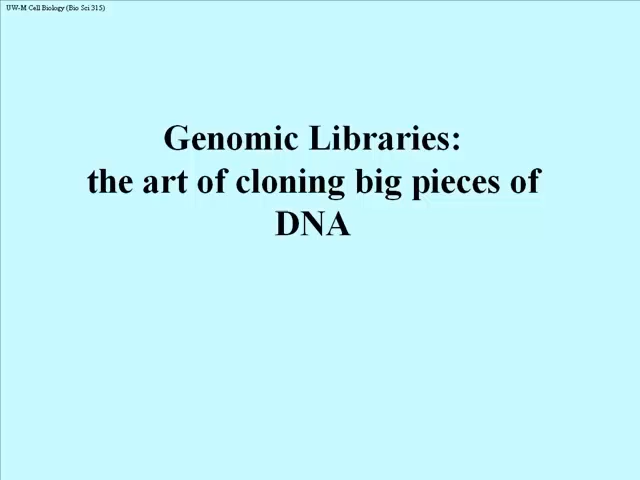 UW-M Cell Biology (Bio Sci 315)
Genomic Libraries:
the art of cloning big pieces of
DNA